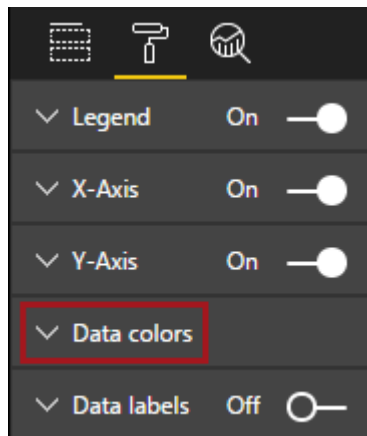 Legend On
X-Axis On
Y-Axis On
Data colors
Data labels Off